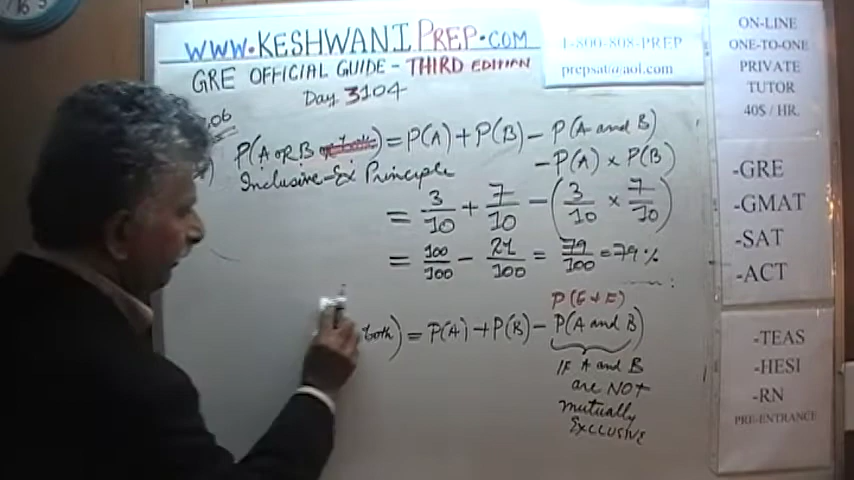 WWW.KESHWANIPREP.COM
GRE OFFICIAL GUIDE - THIRD EDITION
Day 3104
P(A OR B) = P(A) + P(B) - P(A and B)
- P(A) × P(B)
Inclusive-Ex Principle
= 3/10 + 7/10 - (3/10 × 7/10)
= 100/100 - 21/100 = 79/100 = 79%
both) = P(A) + P(B) - P(A and B)
IF A and B
are NOT
mutually
EXCLUSIVE
1-800-808-PREP
prepsat@aol.com
ON-LINE
ONE-TO-ONE
PRIVATE
TUTOR
40$ / HR.
-GRE
-GMAT
-SAT
-ACT
-TEAS
-HESI
-RN
PRE-ENTRANCE